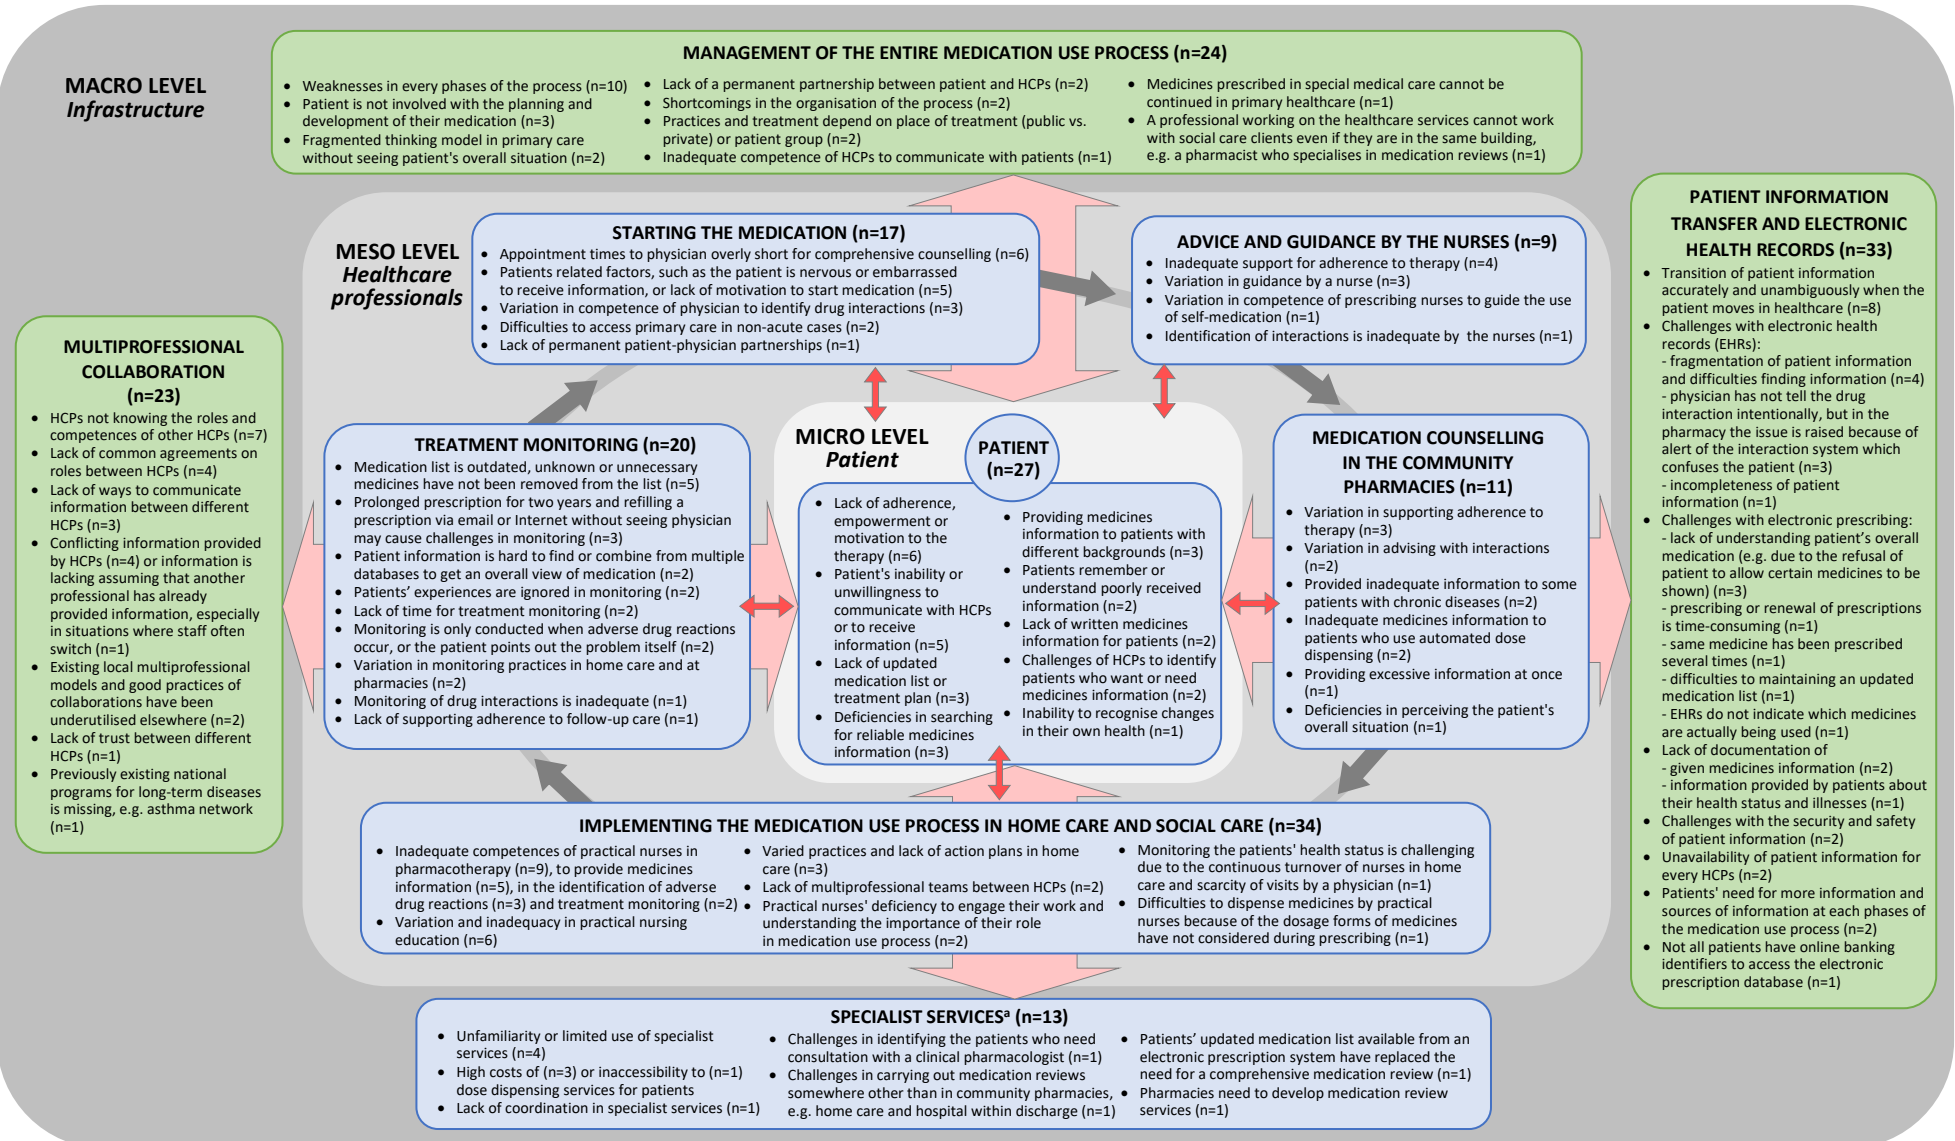 MACRO LEVEL
Infrastructure
MANAGEMENT OF THE ENTIRE MEDICATION USE PROCESS (n=24)
• Weaknesses in every phases of the process (n=10)
• Patient is not involved with the planning and
development of their medication (n=3)
• Fragmented thinking model in primary care
without seeing patient's overall situation (n=2)
• Lack of a permanent partnership between patient and HCPs (n=2)
• Shortcomings in the organisation of the process (n=2)
• Practices and treatment depend on place of treatment (public vs.
private) or patient group (n=2)
• Inadequate competence of HCPs to communicate with patients (n=1)
• Medicines prescribed in special medical care cannot be
continued in primary healthcare (n=1)
• A professional working on the healthcare services cannot work
with social care clients even if they are in the same building,
e.g. a pharmacist who specialises in medication reviews (n=1)
MESO LEVEL
Healthcare
professionals
STARTING THE MEDICATION (n=17)
• Appointment times to physician overly short for comprehensive counselling (n=6)
• Patients related factors, such as the patient is nervous or embarrassed
to receive information, or lack of motivation to start medication (n=5)
• Variation in competence of physician to identify drug interactions (n=3)
• Difficulties to access primary care in non-acute cases (n=2)
• Lack of permanent patient-physician partnerships (n=1)
ADVICE AND GUIDANCE BY THE NURSES (n=9)
• Inadequate support for adherence to therapy (n=4)
• Variation in guidance by a nurse (n=3)
• Variation in competence of prescribing nurses to guide the use
of self-medication (n=1)
• Identification of interactions is inadequate by the nurses (n=1)
MULTIPROFESSIONAL
COLLABORATION
(n=23)
• HCPs not knowing the roles and
competences of other HCPs (n=7)
• Lack of common agreements on
roles between HCPs (n=4)
• Lack of ways to communicate
information between different
HCPs (n=3)
• Conflicting information provided
by HCPs (n=4) or information is
lacking assuming that another
professional has already
provided information, especially
in situations where staff often
switch (n=1)
• Existing local multiprofessional
models and good practices of
collaborations have been
underutilised elsewhere (n=2)
• Lack of trust between different
HCPs (n=1)
• Previously existing national
programs for long-term diseases
is missing, e.g. asthma network
(n=1)
TREATMENT MONITORING (n=20)
• Medication list is outdated, unknown or unnecessary
medicines have not been removed from the list (n=5)
• Prolonged prescription for two years and refilling a
prescription via email or Internet without seeing physician
may cause challenges in monitoring (n=3)
• Patient information is hard to find or combine from multiple
databases to get an overall view of medication (n=2)
• Patients’ experiences are ignored in monitoring (n=2)
• Lack of time for treatment monitoring (n=2)
• Monitoring is only conducted when adverse drug reactions
occur, or the patient points out the problem itself (n=2)
• Variation in monitoring practices in home care and at
pharmacies (n=2)
• Monitoring of drug interactions is inadequate (n=1)
• Lack of supporting adherence to follow-up care (n=1)
MICRO LEVEL
Patient
PATIENT
(n=27)
• Lack of adherence,
empowerment or
motivation to the
therapy (n=6)
• Patient's inability or
unwillingness to
communicate with HCPs
or to receive
information (n=5)
• Lack of updated
medication list or
treatment plan (n=3)
• Deficiencies in searching
for reliable medicines
information (n=3)
• Providing medicines
information to patients with
different backgrounds (n=3)
• Patients remember or
understand poorly received
information (n=2)
• Lack of written medicines
information for patients (n=2)
• Challenges of HCPs to identify
patients who want or need
medicines information (n=2)
• Inability to recognise changes
in their own health (n=1)
MEDICATION COUNSELLING
IN THE COMMUNITY
PHARMACIES (n=11)
• Variation in supporting adherence to
therapy (n=3)
• Variation in advising with interactions
(n=2)
• Provided inadequate information to some
patients with chronic diseases (n=2)
• Inadequate medicines information to
patients who use automated dose
dispensing (n=2)
• Providing excessive information at once
(n=1)
• Deficiencies in perceiving the patient's
overall situation (n=1)
PATIENT INFORMATION
TRANSFER AND ELECTRONIC
HEALTH RECORDS (n=33)
• Transition of patient information
accurately and unambiguously when the
patient moves in healthcare (n=8)
• Challenges with electronic health
records (EHRs):
- fragmentation of patient information
and difficulties finding information (n=4)
- physician has not tell the drug
interaction intentionally, but in the
pharmacy the issue is raised because of
alert of the interaction system which
confuses the patient (n=3)
- incompleteness of patient
information (n=1)
• Challenges with electronic prescribing:
- lack of understanding patient’s overall
medication (e.g. due to the refusal of
patient to allow certain medicines to be
shown) (n=3)
- prescribing or renewal of prescriptions
is time-consuming (n=1)
- same medicine has been prescribed
several times (n=1)
- difficulties to maintaining an updated
medication list (n=1)
- EHRs do not indicate which medicines
are actually being used (n=1)
• Lack of documentation of
- given medicines information (n=2)
- information provided by patients about
their health status and illnesses (n=1)
• Challenges with the security and safety
of patient information (n=2)
• Unavailability of patient information for
every HCPs (n=2)
• Patients' need for more information and
sources of information at each phases of
the medication use process (n=2)
• Not all patients have online banking
identifiers to access the electronic
prescription database (n=1)
IMPLEMENTING THE MEDICATION USE PROCESS IN HOME CARE AND SOCIAL CARE (n=34)
• Inadequate competences of practical nurses in
pharmacotherapy (n=9), to provide medicines
information (n=5), in the identification of adverse
drug reactions (n=3) and treatment monitoring (n=2)
• Variation and inadequacy in practical nursing
education (n=6)
• Varied practices and lack of action plans in home
care (n=3)
• Lack of multiprofessional teams between HCPs (n=2)
• Practical nurses' deficiency to engage their work and
understanding the importance of their role
in medication use process (n=2)
• Monitoring the patients' health status is challenging
due to the continuous turnover of nurses in home
care and scarcity of visits by a physician (n=1)
• Difficulties to dispense medicines by practical
nurses because of the dosage forms of medicines
have not considered during prescribing (n=1)
SPECIALIST SERVICESᵃ (n=13)
• Unfamiliarity or limited use of specialist
services (n=4)
• High costs of (n=3) or inaccessibility to (n=1)
dose dispensing services for patients
• Lack of coordination in specialist services (n=1)
• Challenges in identifying the patients who need
consultation with a clinical pharmacologist (n=1)
• Challenges in carrying out medication reviews
somewhere other than in community pharmacies,
e.g. home care and hospital within discharge (n=1)
• Patients’ updated medication list available from an
electronic prescription system have replaced the
need for a comprehensive medication review (n=1)
• Pharmacies need to develop medication review
services (n=1)